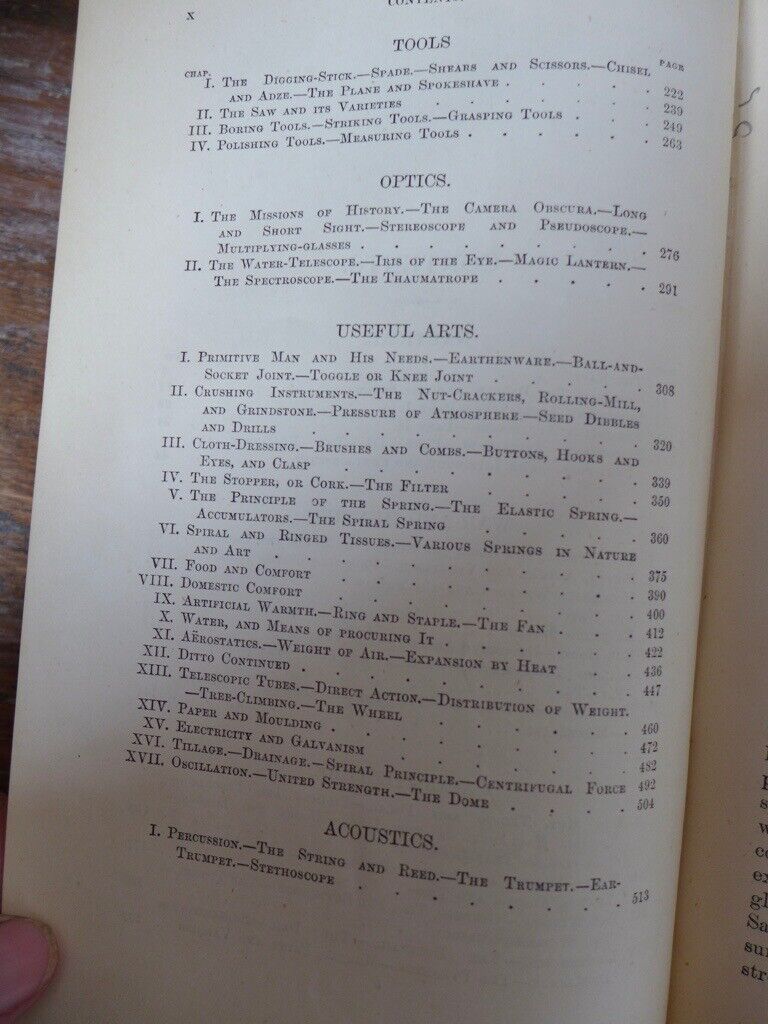 x
CONTENTS.
TOOLS
CHAP. PAGE
I. The Digging-Stick.—Spade.—Shears and Scissors.—Chisel
and Adze.—The Plane and Spokeshave . . . . . 222
II. The Saw and its Varieties . . . . . . 239
III. Boring Tools.—Striking Tools.—Grasping Tools . . 249
IV. Polishing Tools.—Measuring Tools . . . . . . 263
OPTICS.
I. The Missions of History.—The Camera Obscura.—Long
and Short Sight.—Stereoscope and Pseudoscope.—
Multiplying-glasses . . . . . . . . 276
II. The Water-Telescope.—Iris of the Eye.—Magic Lantern.—
The Spectroscope.—The Thaumatrope . . . . . 291
USEFUL ARTS.
I. Primitive Man and His Needs.—Earthenware.—Ball-and-
Socket Joint.—Toggle or Knee Joint . . . . . 308
II. Crushing Instruments.—The Nut-Crackers, Rolling-Mill,
and Grindstone.—Pressure of Atmosphere—Seed Dibbles
and Drills . . . . . . . . . 320
III. Cloth-Dressing.—Brushes and Combs.—Buttons, Hooks and
Eyes, and Clasp . . . . . . . . 339
IV. The Stopper, or Cork.—The Filter . . . . . 350
V. The Principle of the Spring.—The Elastic Spring.—
Accumulators.—The Spiral Spring . . . . . 360
VI. Spiral and Ringed Tissues.—Various Springs in Nature
and Art . . . . . . . . . . 375
VII. Food and Comfort . . . . . . . . 390
VIII. Domestic Comfort . . . . . . . . 400
IX. Artificial Warmth.—Ring and Staple.—The Fan . . . 412
X. Water, and Means of procuring It . . . . . . 422
XI. Aërostatics.—Weight of Air.—Expansion by Heat . . 436
XII. Ditto Continued . . . . . . . . . 447
XIII. Telescopic Tubes.—Direct Action.—Distribution of Weight.
—Tree-Climbing.—The Wheel . . . . . . 460
XIV. Paper and Moulding . . . . . . . . . 472
XV. Electricity and Galvanism . . . . . . . 482
XVI. Tillage.—Drainage.—Spiral Principle.—Centrifugal Force 492
XVII. Oscillation.—United Strength.—The Dome . . . . 504
ACOUSTICS.
I. Percussion.—The String and Reed.—The Trumpet.—Ear-
Trumpet.—Stethoscope . . . . . . . . 513